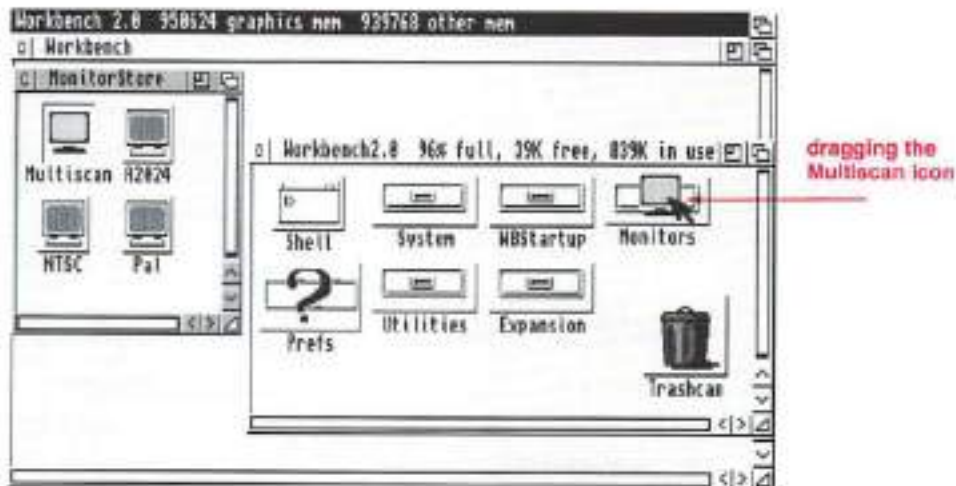 Workbench 2.0 950624 graphics mem 939768 other mem
Workbench
MonitorStore
Multiscan A2024
NTSC Pal
Workbench2.0 96% full, 39K free, 839K in use
Shell System WBStartup Monitors
Prefs Utilities Expansion
Trashcan
dragging the
Multiscan icon